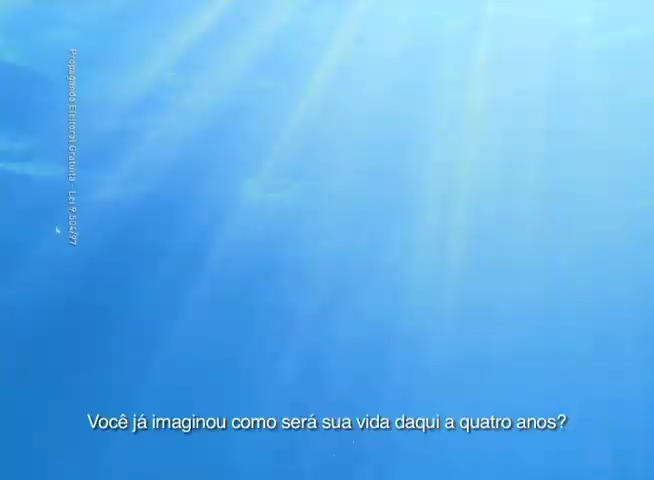 Propaganda Eleitoral Gratuita - Lei 9.504/97
Você já imaginou como será sua vida daqui a quatro anos?